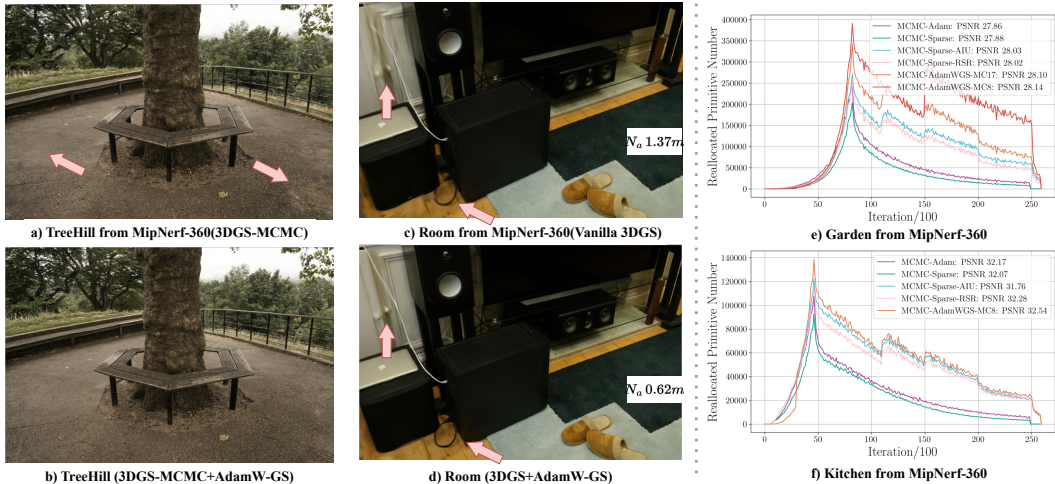 a) TreeHill from MipNerf-360(3DGS-MCMC)
b) TreeHill (3DGS-MCMC+AdamW-GS)
N_a 1.37m
c) Room from MipNerf-360(Vanilla 3DGS)
N_a 0.62m
d) Room (3DGS+AdamW-GS)
Reallocated Primitive Number
400000
350000
300000
250000
200000
150000
100000
50000
0
MCMC-Adam: PSNR 27.86
MCMC-Sparse: PSNR 27.88
MCMC-Sparse-AIU: PSNR 28.03
MCMC-Sparse-RSR: PSNR 28.02
MCMC-AdamWGS-MC17: PSNR 28.10
MCMC-AdamWGS-MC8: PSNR 28.14
0 50 100 150 200 250
Iteration/100
e) Garden from MipNerf-360
Reallocated Primitive Number
140000
120000
100000
80000
60000
40000
20000
0
MCMC-Adam: PSNR 32.17
MCMC-Sparse: PSNR 32.07
MCMC-Sparse-AIU: PSNR 31.76
MCMC-Sparse-RSR: PSNR 32.28
MCMC-AdamWGS-MC8: PSNR 32.54
0 50 100 150 200 250
Iteration/100
f) Kitchen from MipNerf-360